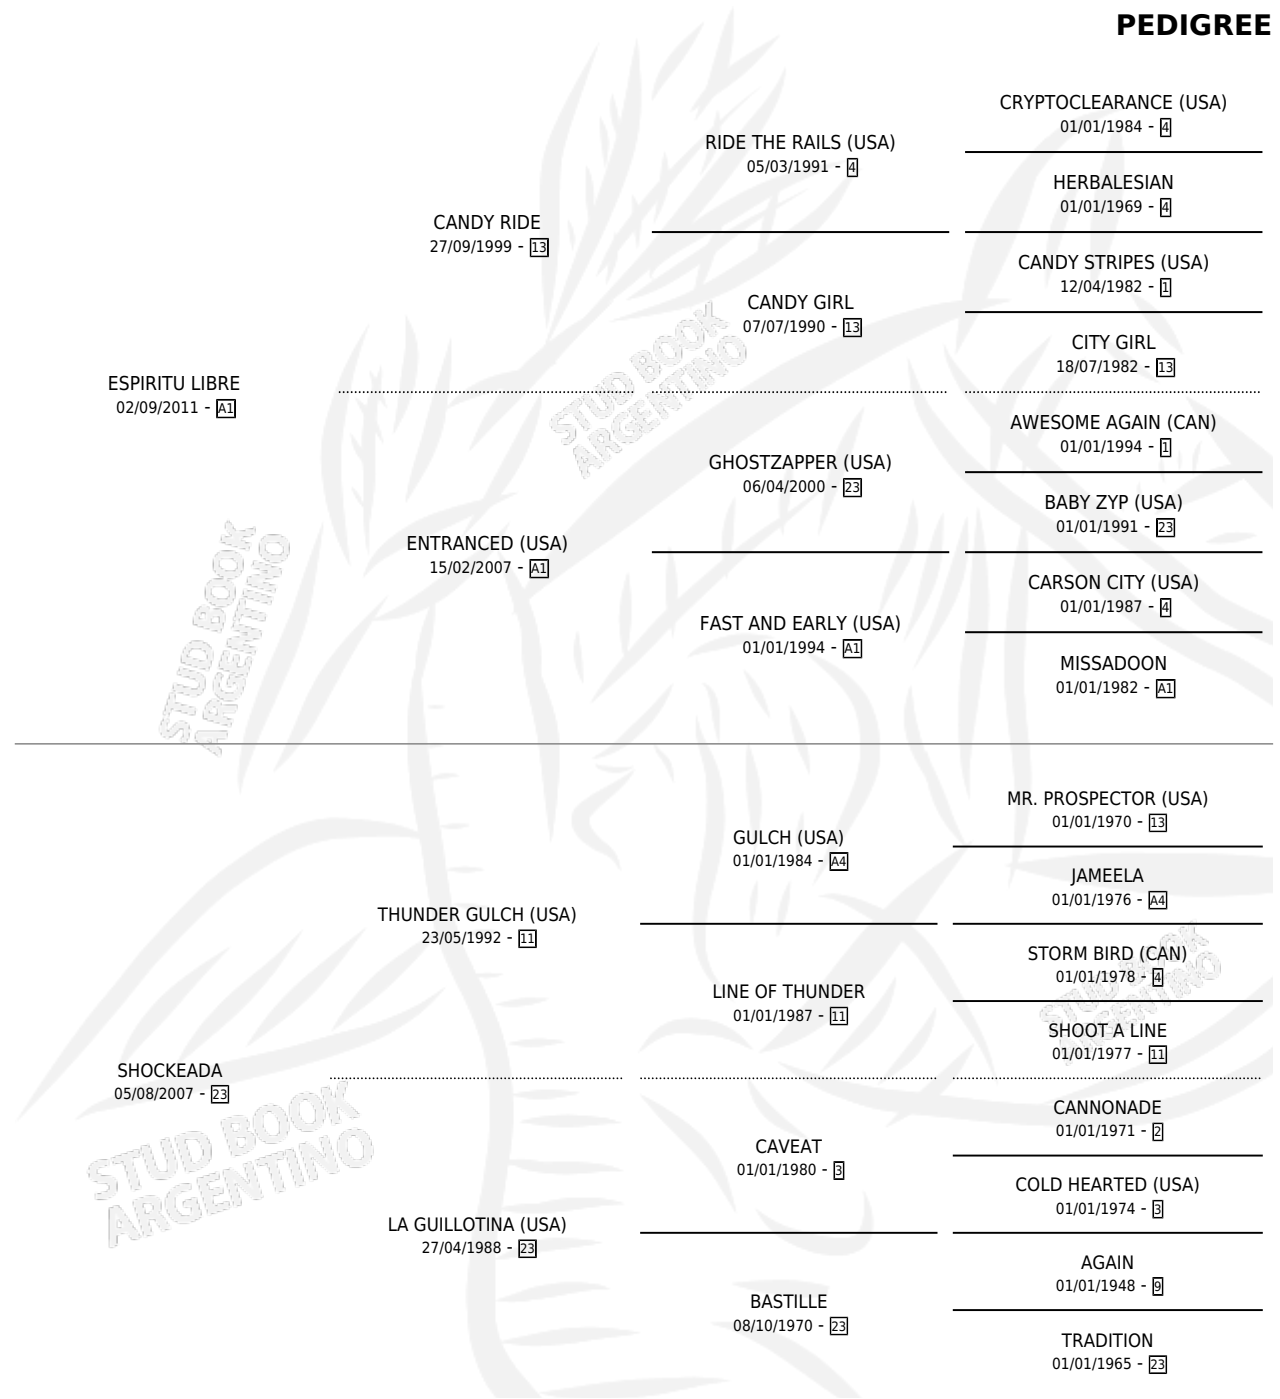 PEDIGREE
CRYPTOCLEARANCE (USA)
01/01/1984 - 4
RIDE THE RAILS (USA)
05/03/1991 - 4
HERBALESIAN
01/01/1969 - 4
CANDY RIDE
27/09/1999 - 13
CANDY STRIPES (USA)
12/04/1982 - 1
CANDY GIRL
07/07/1990 - 13
CITY GIRL
18/07/1982 - 13
ESPIRITU LIBRE
02/09/2011 - A1
AWESOME AGAIN (CAN)
01/01/1994 - 1
GHOSTZAPPER (USA)
06/04/2000 - 23
BABY ZYP (USA)
01/01/1991 - 23
ENTRANCED (USA)
15/02/2007 - A1
CARSON CITY (USA)
01/01/1987 - 4
FAST AND EARLY (USA)
01/01/1994 - A1
MISSADOON
01/01/1982 - A1
STUD BOOK
ARGENTINO
STUD BOOK
ARGENTINO
MR. PROSPECTOR (USA)
01/01/1970 - 13
GULCH (USA)
01/01/1984 - A4
JAMEELA
01/01/1976 - A4
THUNDER GULCH (USA)
23/05/1992 - 11
STORM BIRD (CAN)
01/01/1978 - 4
LINE OF THUNDER
01/01/1987 - 11
SHOOT A LINE
01/01/1977 - 11
STUD BOOK
ARGENTINO
SHOCKEADA
05/08/2007 - 23
CANNONADE
01/01/1971 - 2
CAVEAT
01/01/1980 - 3
COLD HEARTED (USA)
01/01/1974 - 3
LA GUILLOTINA (USA)
27/04/1988 - 23
AGAIN
01/01/1948 - 9
BASTILLE
08/10/1970 - 23
TRADITION
01/01/1965 - 23
STUD BOOK
ARGENTINO